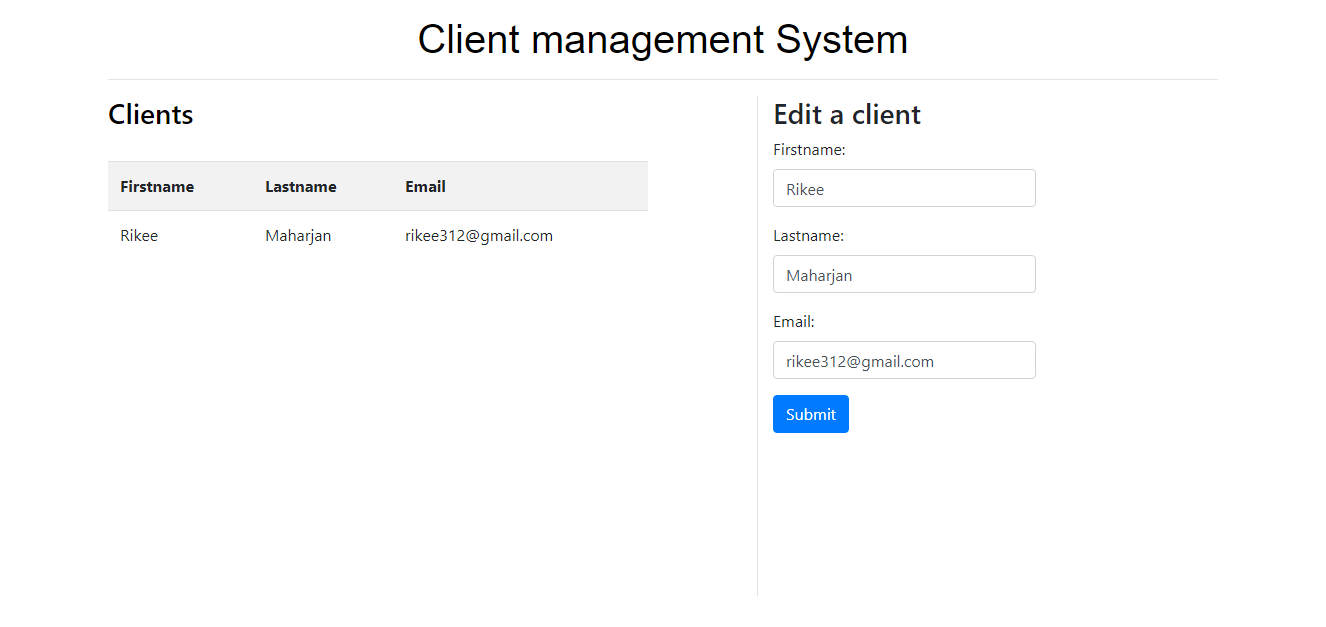 Client management System
Clients
Firstname Lastname Email
Rikee Maharjan rikee312@gmail.com
Edit a client
Firstname:
Rikee
Lastname:
Maharjan
Email:
rikee312@gmail.com
Submit